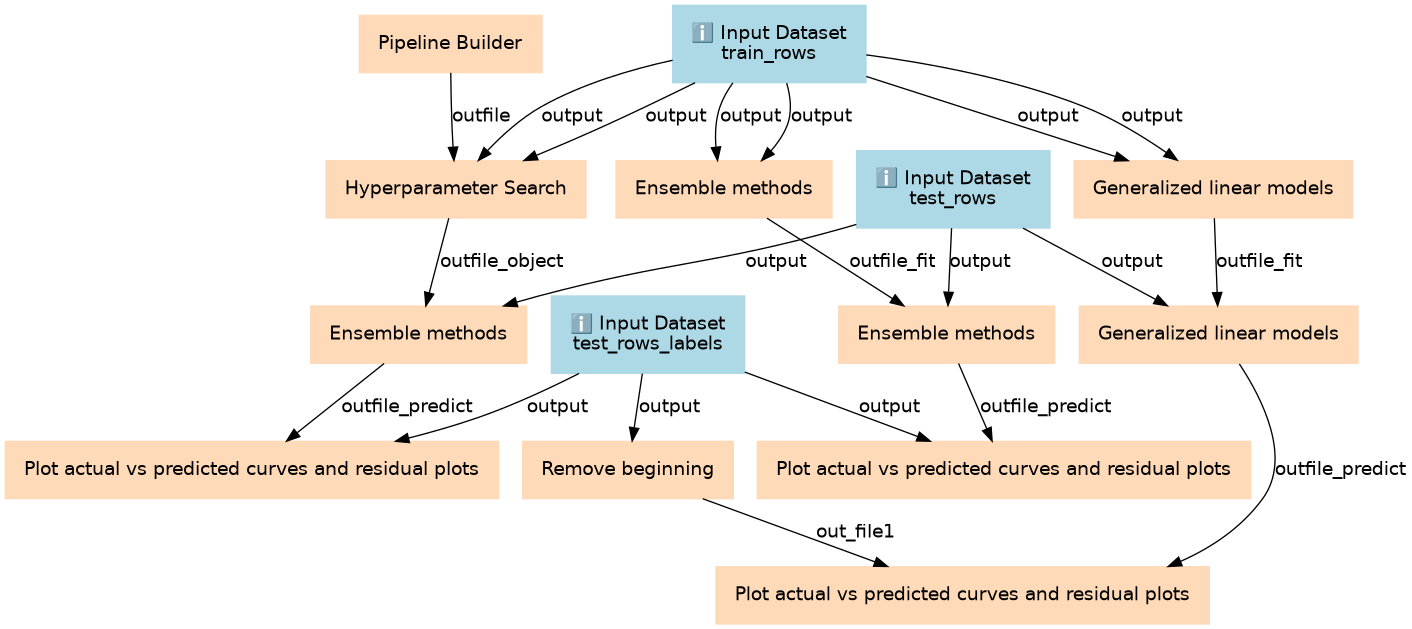 Pipeline Builder
ℹ️ Input Dataset
train_rows
outfile
output
output
output
output
output
output
Hyperparameter Search
Ensemble methods
ℹ️ Input Dataset
test_rows
Generalized linear models
outfile_object
output
outfile_fit
output
output
outfile_fit
Ensemble methods
ℹ️ Input Dataset
test_rows_labels
Ensemble methods
Generalized linear models
outfile_predict
output
output
output
outfile_predict
Plot actual vs predicted curves and residual plots
Remove beginning
Plot actual vs predicted curves and residual plots
outfile_predict
out_file1
Plot actual vs predicted curves and residual plots